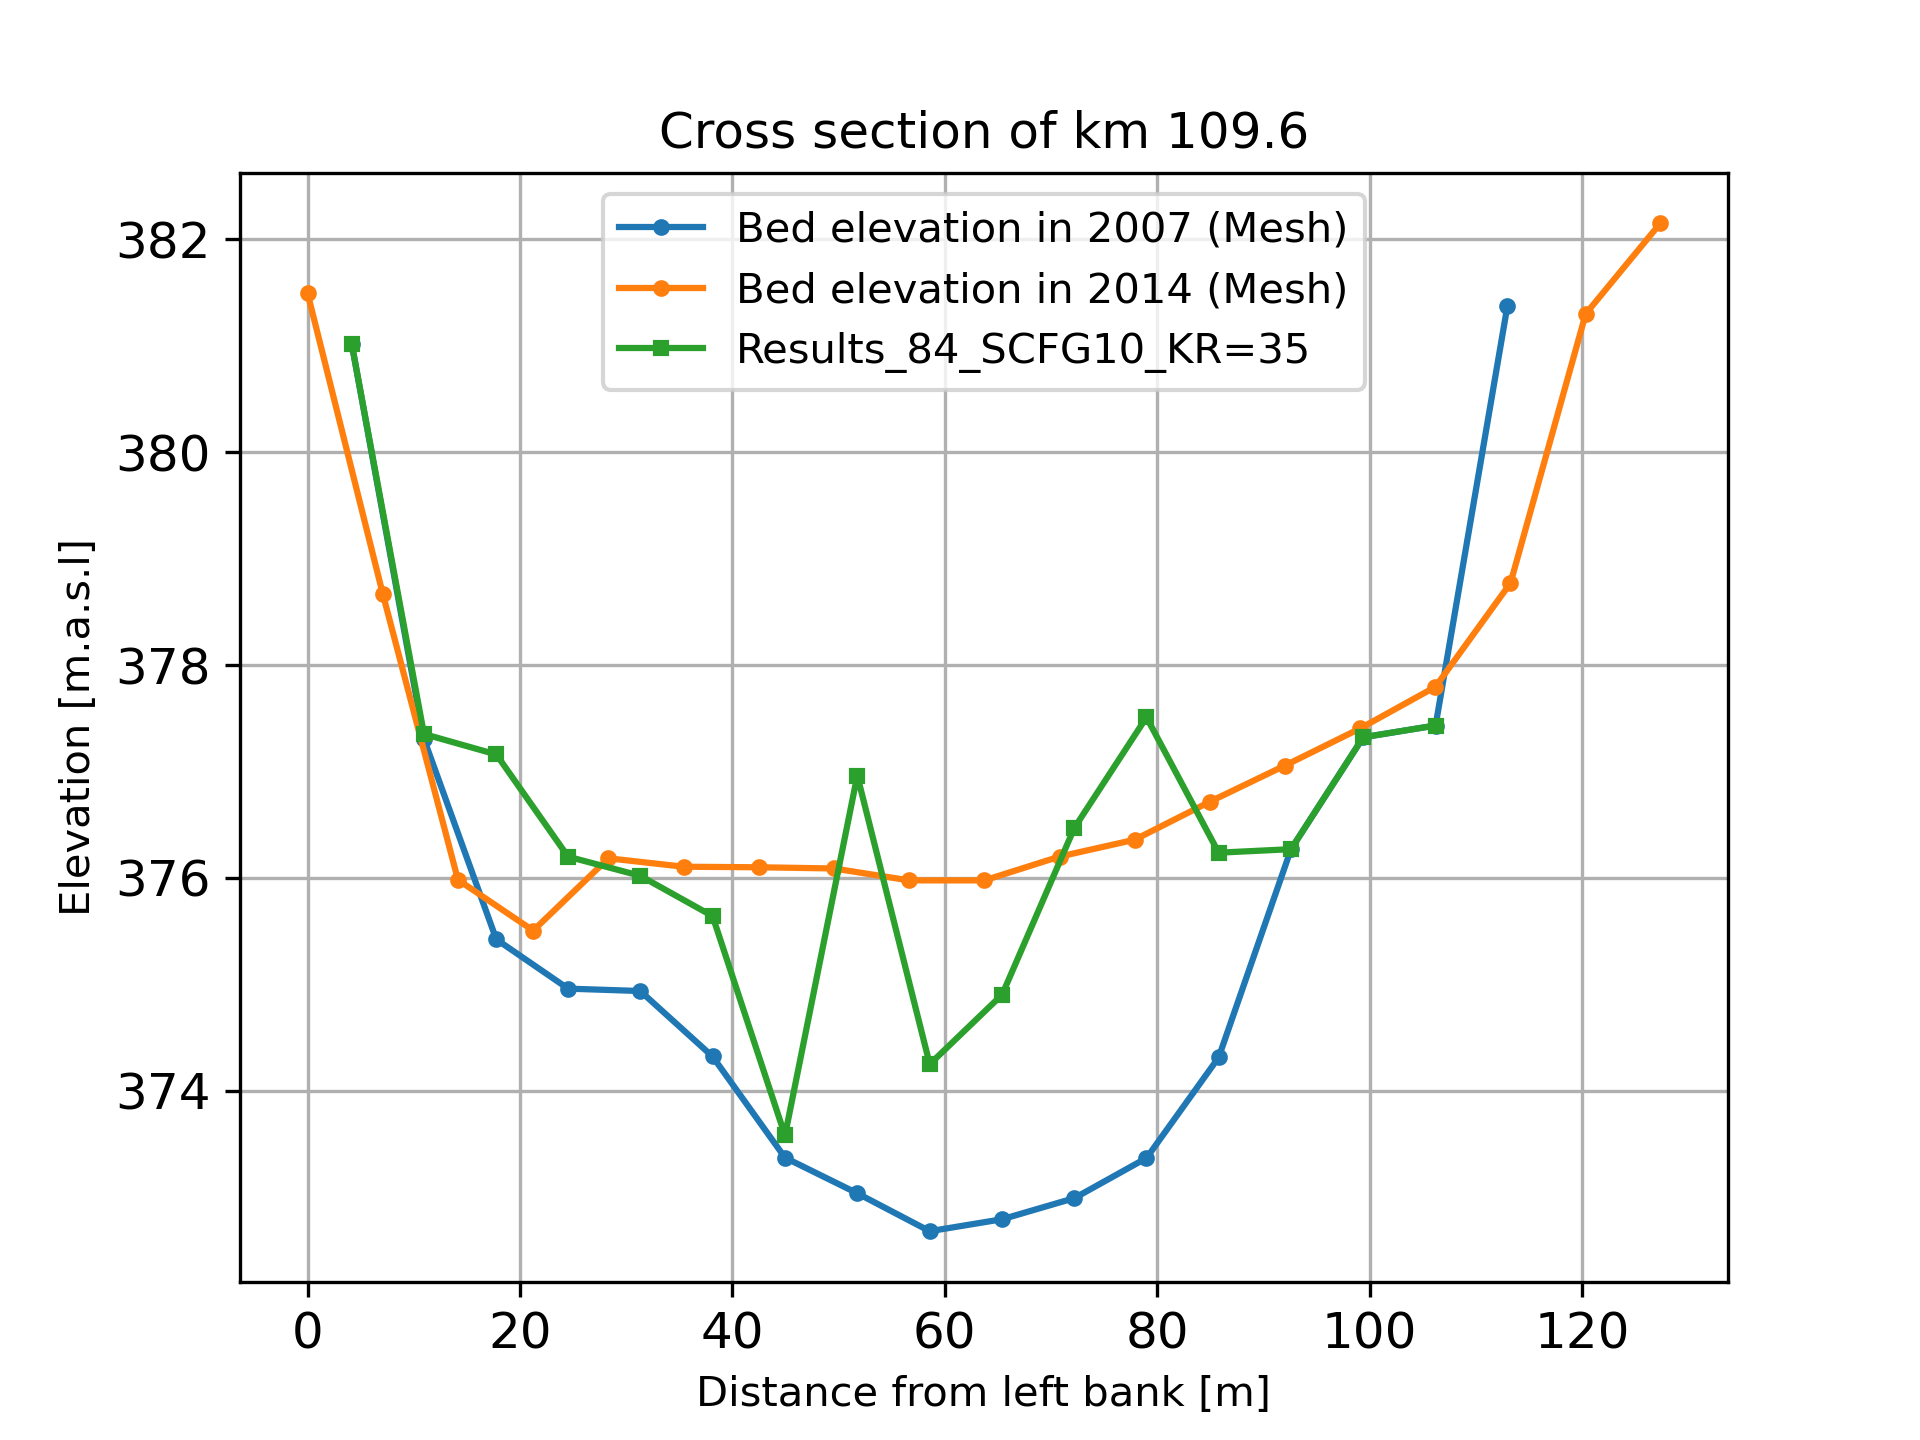 Cross section of km 109.6
Bed elevation in 2007 (Mesh)
Bed elevation in 2014 (Mesh)
Results_84_SCFG10_KR=35
382
380
378
376
374
Elevation [m.a.s.l]
0 20 40 60 80 100 120
Distance from left bank [m]